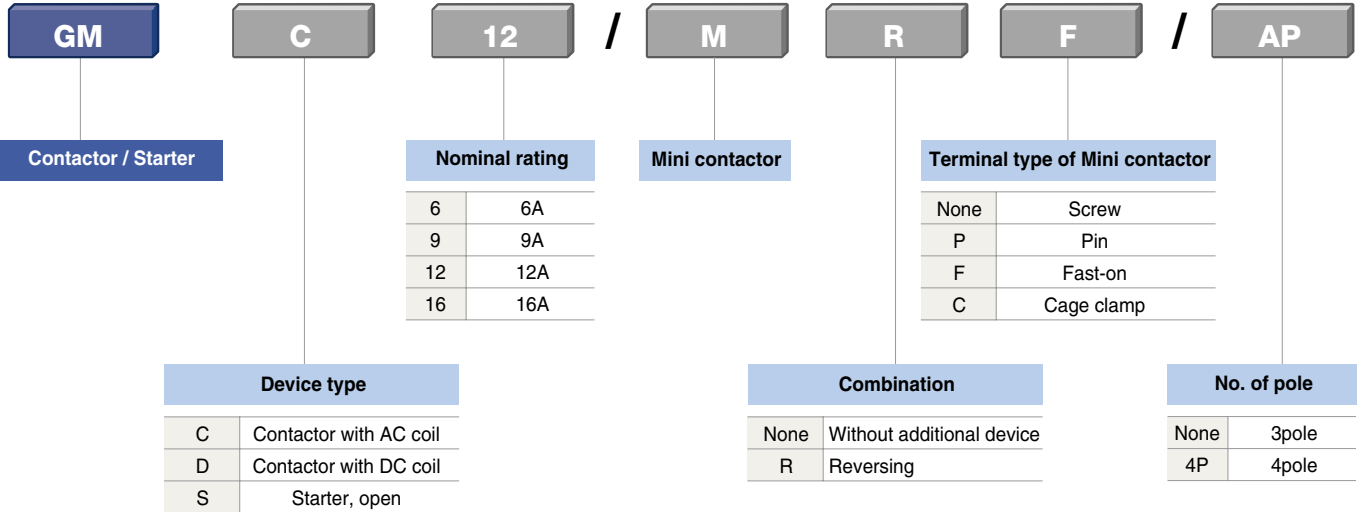 GM C 12 / M R F / AP
Contactor / Starter
Nominal rating
6 6A
9 9A
12 12A
16 16A
Mini contactor
Terminal type of Mini contactor
None Screw
P Pin
F Fast-on
C Cage clamp
Device type
C Contactor with AC coil
D Contactor with DC coil
S Starter, open
Combination
None Without additional device
R Reversing
No. of pole
None 3pole
4P 4pole